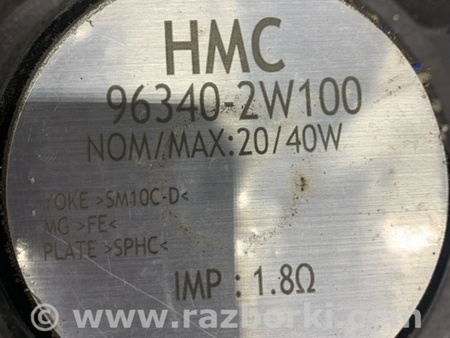 HMC
96340-2W100
NOM/MAX:20/40W
YOKE >SM10C-D<
MG >FE<
PLATE >SPHC<
IMP : 1.8Ω
© - www.razborki.com -